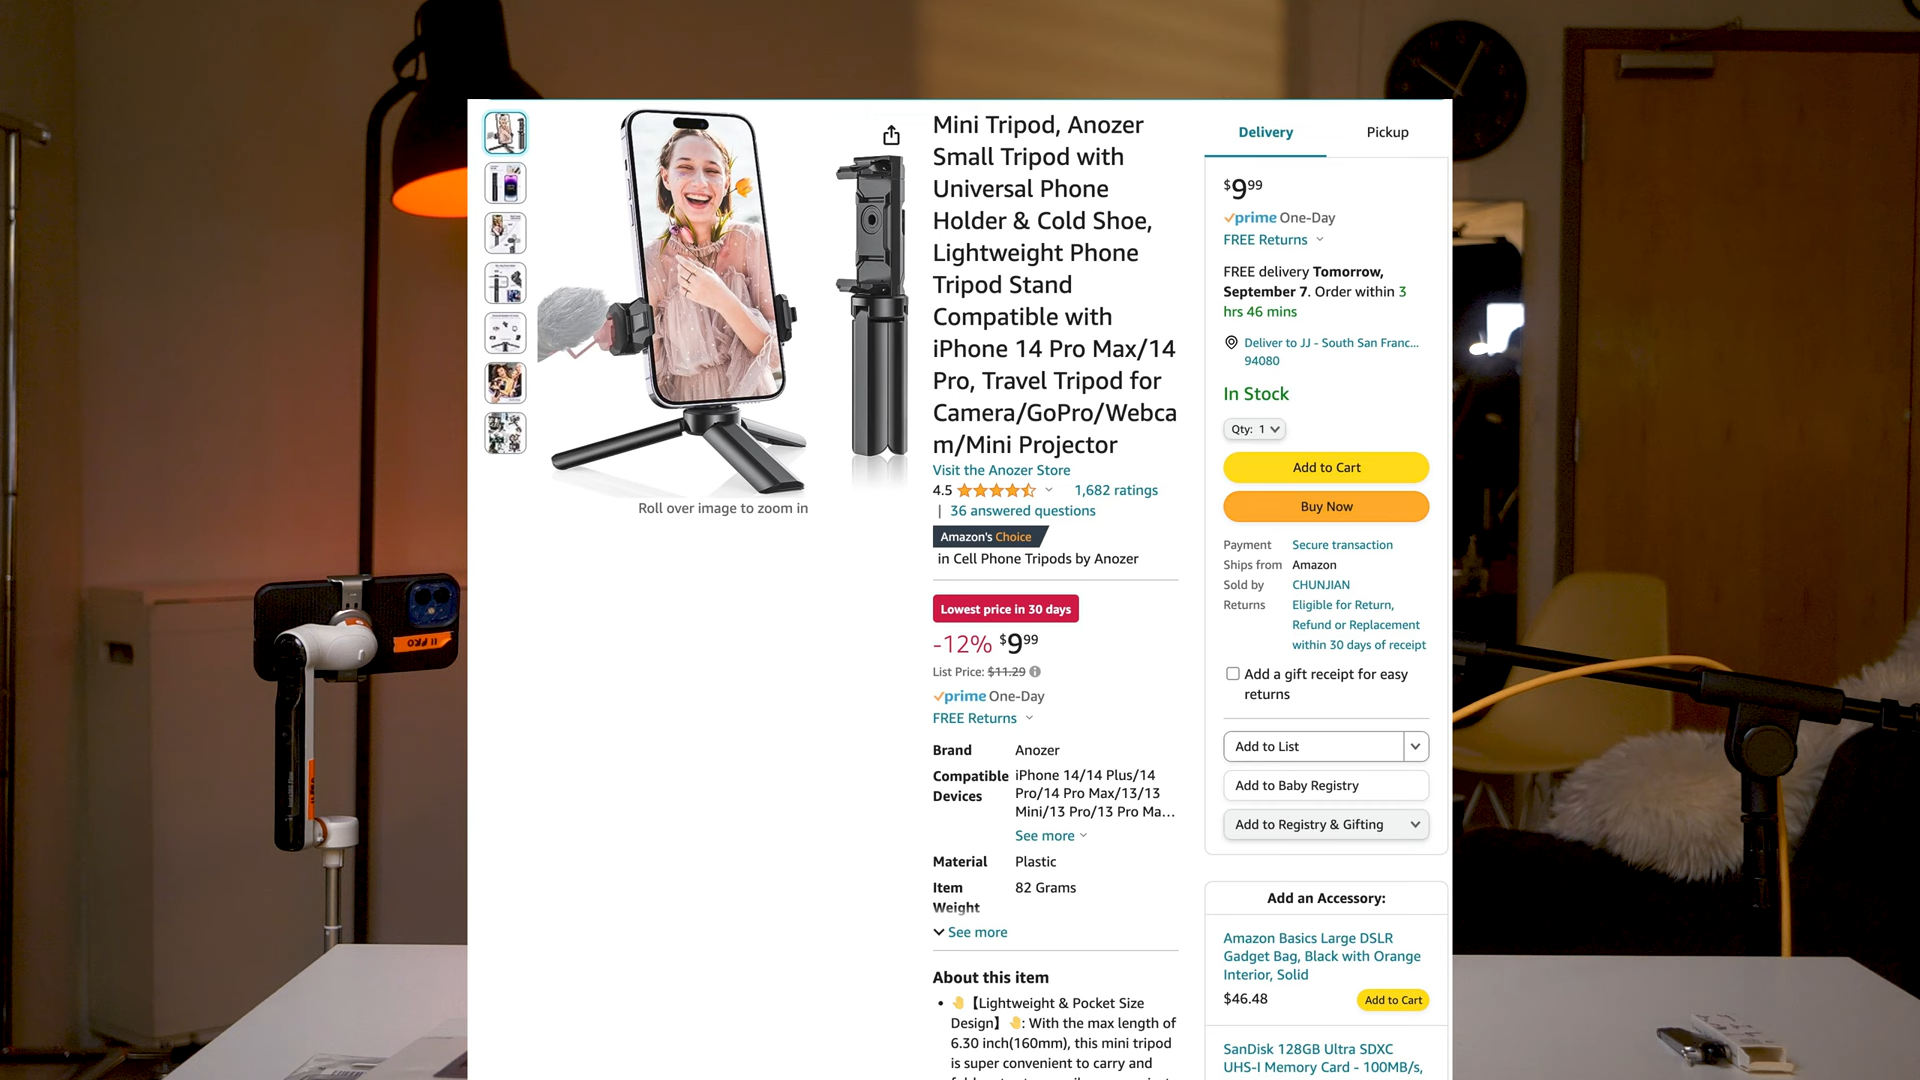 Mini Tripod, Anozer
Small Tripod with
Universal Phone
Holder & Cold Shoe,
Lightweight Phone
Tripod Stand
Compatible with
iPhone 14 Pro Max/14
Pro, Travel Tripod for
Camera/GoPro/Webca
m/Mini Projector
Visit the Anozer Store
4.5 1,682 ratings
| 36 answered questions
Amazon's Choice
in Cell Phone Tripods by Anozer
Lowest price in 30 days
-12% $9.99
List Price: $11.29
prime One-Day
FREE Returns
Brand Anozer
Compatible Devices iPhone 14/14 Plus/14
Pro/14 Pro Max/13/13
Mini/13 Pro/13 Pro Ma...
See more
Material Plastic
Item Weight 82 Grams
See more
About this item
• 【Lightweight & Pocket Size
Design】 : With the max length of
6.30 inch(160mm), this mini tripod
is super convenient to carry and
Roll over image to zoom in
Delivery Pickup
$9.99
prime One-Day
FREE Returns
FREE delivery Tomorrow,
September 7. Order within 3
hrs 46 mins
Deliver to JJ - South San Franc...
94080
In Stock
Qty: 1
Add to Cart
Buy Now
Payment Secure transaction
Ships from Amazon
Sold by CHUNJIAN
Returns Eligible for Return,
Refund or Replacement
within 30 days of receipt
Add a gift receipt for easy
returns
Add to List
Add to Baby Registry
Add to Registry & Gifting
Add an Accessory:
Amazon Basics Large DSLR
Gadget Bag, Black with Orange
Interior, Solid
$46.48 Add to Cart
SanDisk 128GB Ultra SDXC
UHS-I Memory Card - 100MB/s,
11 PRO